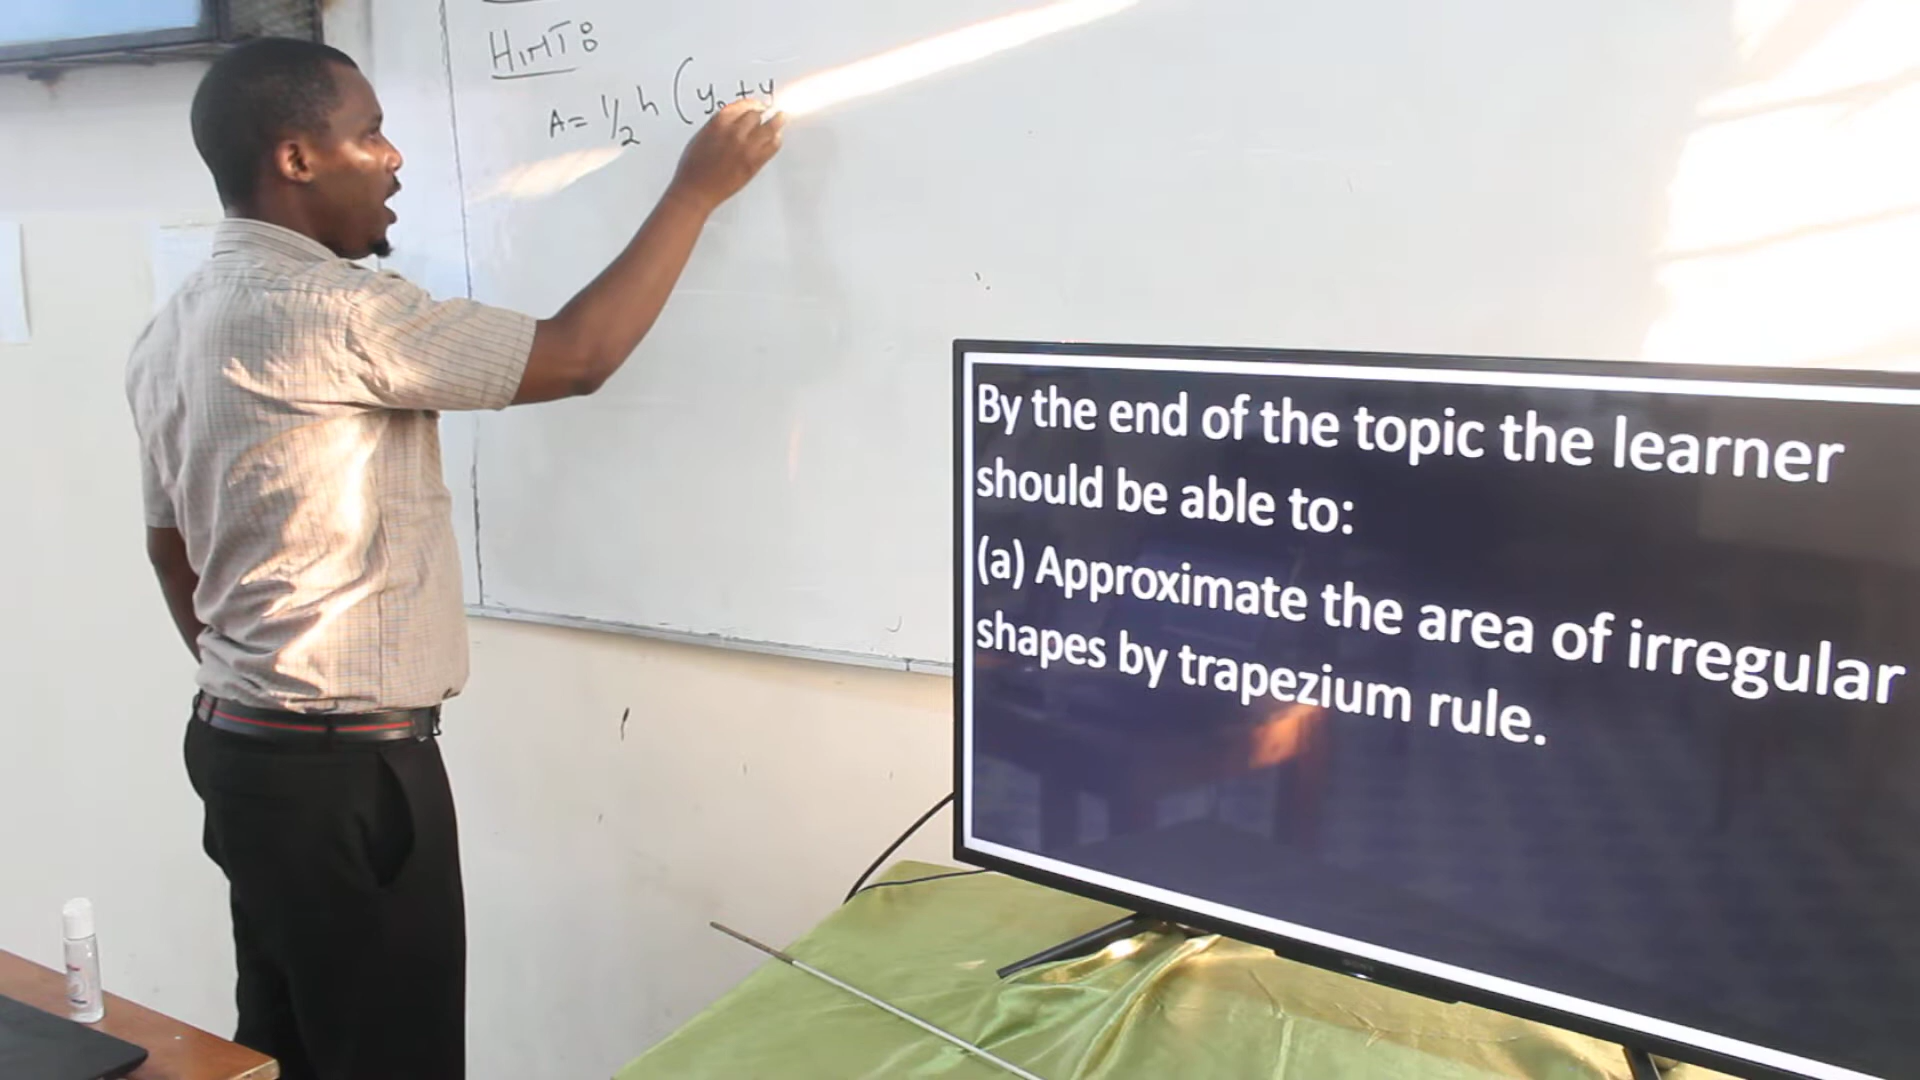 HINT:
A = 1/2 h (y₀ + y
By the end of the topic the learner
should be able to:
(a) Approximate the area of irregular
shapes by trapezium rule.